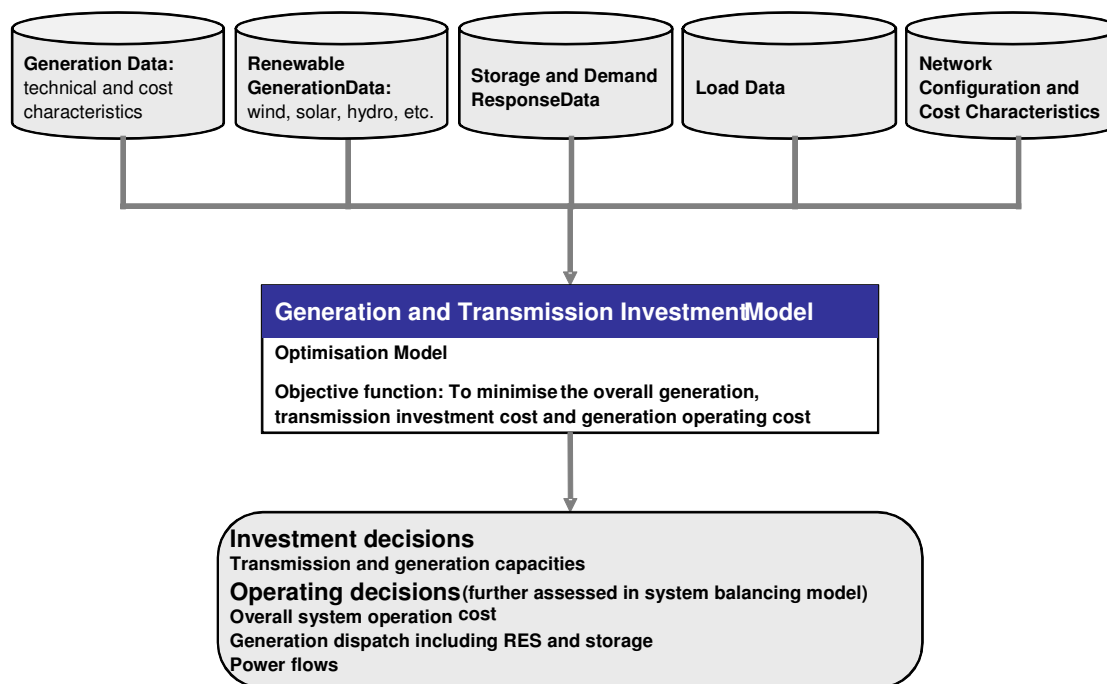 Generation Data:
technical and cost
characteristics
Renewable
GenerationData:
wind, solar, hydro, etc.
Storage and Demand
ResponseData
Load Data
Network
Configuration and
Cost Characteristics
Generation and Transmission InvestmentModel
Optimisation Model
Objective function: To minimise the overall generation,
transmission investment cost and generation operating cost
Investment decisions
Transmission and generation capacities
Operating decisions (further assessed in system balancing model)
Overall system operation cost
Generation dispatch including RES and storage
Power flows